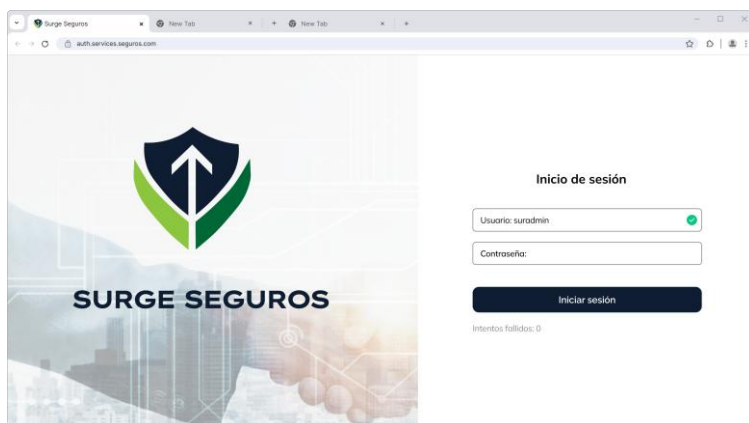 Surge Seguros
New Tab
New Tab
auth.services.seguros.com
SURGE SEGUROS
Inicio de sesión
Usuario: suradmin
Contraseña:
Iniciar sesión
Intentos fallidos: 0